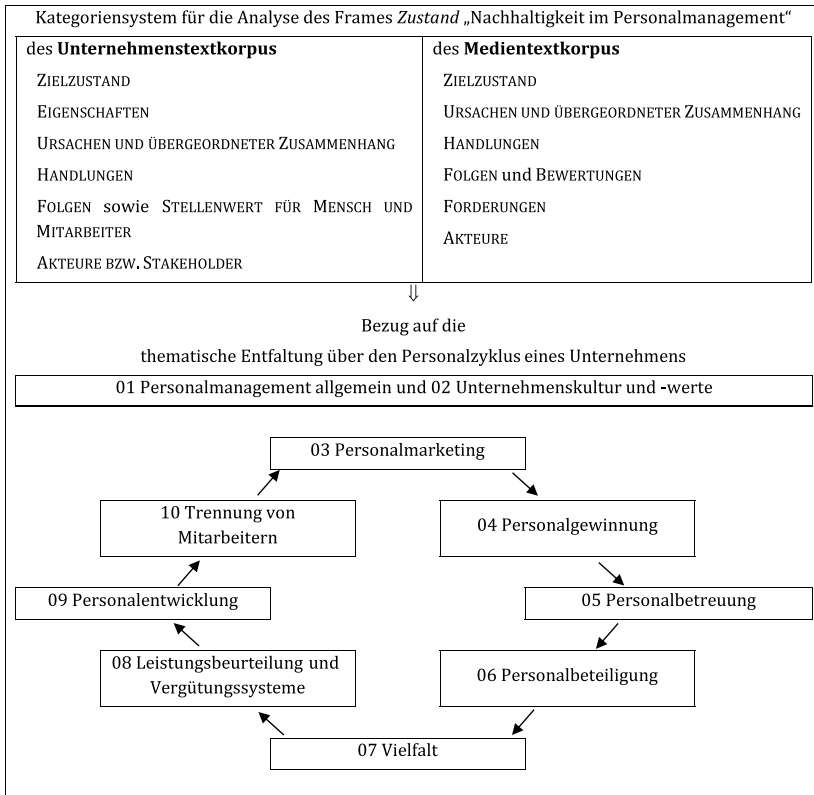 Kategoriensystem für die Analyse des Frames Zustand „Nachhaltigkeit im Personalmanagement“
des Unternehmenstextkorpus
ZIELZUSTAND
EIGENSCHAFTEN
URSACHEN UND ÜBERGEORDNETER ZUSAMMENHANG
HANDLUNGEN
FOLGEN sowie STELLENWERT FÜR MENSCH UND
MITARBEITER
AKTEURE BZW. STAKEHOLDER
des Medientextkorpus
ZIELZUSTAND
URSACHEN UND ÜBERGEORDNETER ZUSAMMENHANG
HANDLUNGEN
FOLGEN und BEWERTUNGEN
FORDERUNGEN
AKTEURE
⇓
Bezug auf die
thematische Entfaltung über den Personalzyklus eines Unternehmens
01 Personalmanagement allgemein und 02 Unternehmenskultur und -werte
03 Personalmarketing
04 Personalgewinnung
05 Personalbetreuung
06 Personalbeteiligung
07 Vielfalt
08 Leistungsbeurteilung und
Vergütungssysteme
09 Personalentwicklung
10 Trennung von
Mitarbeitern